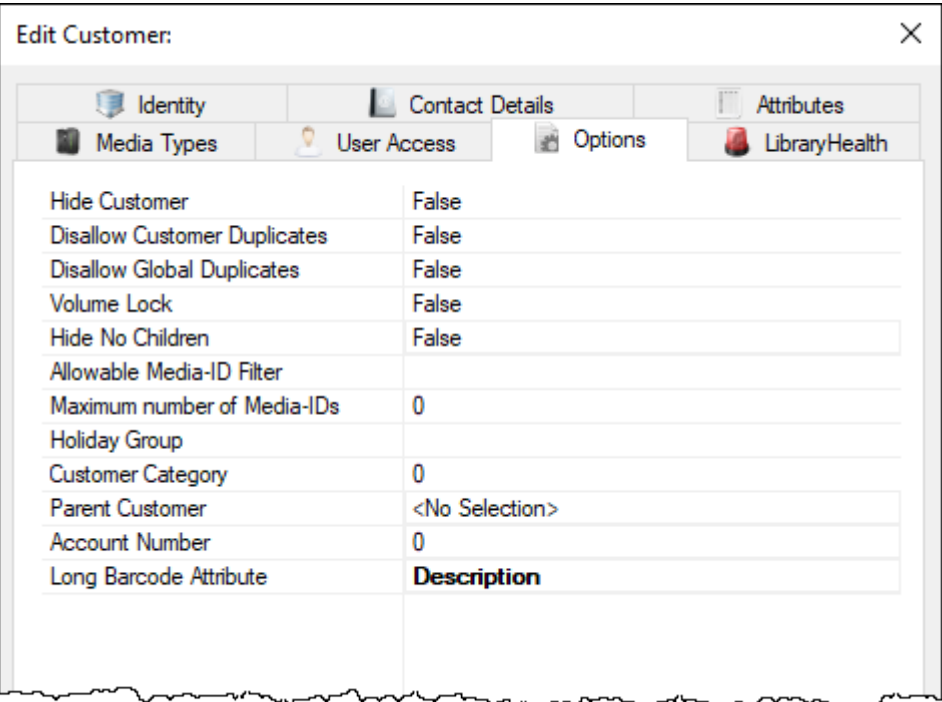 Edit Customer:
Identity Contact Details Attributes
Media Types User Access Options LibraryHealth
Hide Customer False
Disallow Customer Duplicates False
Disallow Global Duplicates False
Volume Lock False
Hide No Children False
Allowable Media-ID Filter
Maximum number of Media-IDs 0
Holiday Group
Customer Category 0
Parent Customer <No Selection>
Account Number 0
Long Barcode Attribute Description